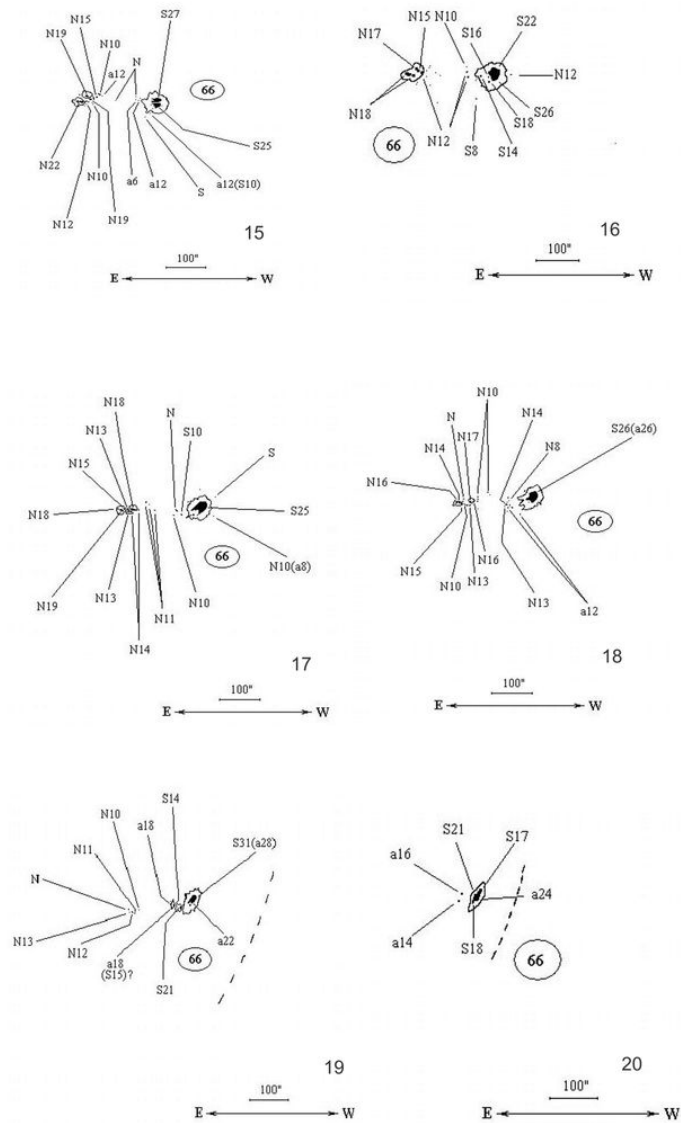 S27
N15
N19
N10
N
a12
66
N22
N10
a6
a12
S
a12(S10)
S25
N12
N19
15
100"
E W
N15
N10
S16
S22
N17
N12
N18
66
N12
S8
S14
S18
S26
16
100"
E W
N18
N13
N
S10
N15
S
N18
S25
66
N10(a8)
N19
N13
N11
N10
N14
17
100"
E W
N10
N
N17
N14
N14
N8
S26(a26)
N16
66
N15
N10
N13
N16
N13
a12
18
100"
E W
S14
N10
a18
N11
S31(a28)
N
N13
N12
a18
(S15)?
S21
66
a22
19
100"
E W
S21
S17
a16
a24
a14
S18
66
20
100"
E W